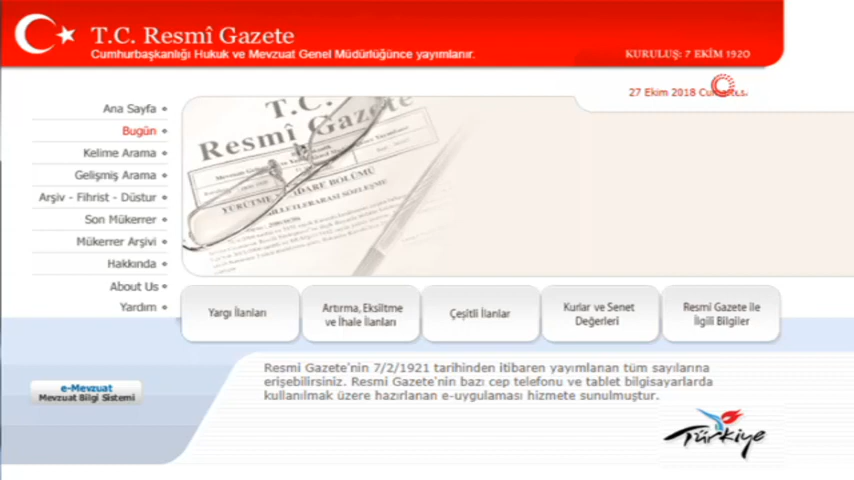 T.C. Resmî Gazete
Cumhurbaşkanlığı Hukuk ve Mevzuat Genel Müdürlüğünce yayımlanır.
KURULUŞ: 7 EKİM 1920
27 Ekim 2018
Ana Sayfa
Bugün
Kelime Arama
Gelişmiş Arama
Arşiv - Fihrist - Düstur
Son Mükerrer
Mükerrer Arşivi
Hakkında
About Us
Yardım
T.C.
Resmî Gazete
YÜRÜTME İDARE BÖLÜMÜ
MİLLETLERARASI SÖZLEŞME
Yargı İlanları
Artırma, Eksiltme
ve İhale İlanları
Çeşitli İlanlar
Kurlar ve Senet
Değerleri
Resmî Gazete ile
İlgili Bilgiler
Resmi Gazete'nin 7/2/1921 tarihinden itibaren yayımlanan tüm sayılarına
erişebilirsiniz. Resmi Gazete'nin bazı cep telefonu ve tablet bilgisayarlarda
kullanılmak üzere hazırlanan e-uygulaması hizmete sunulmuştur.
e-Mevzuat
Mevzuat Bilgi Sistemi
Türkiye